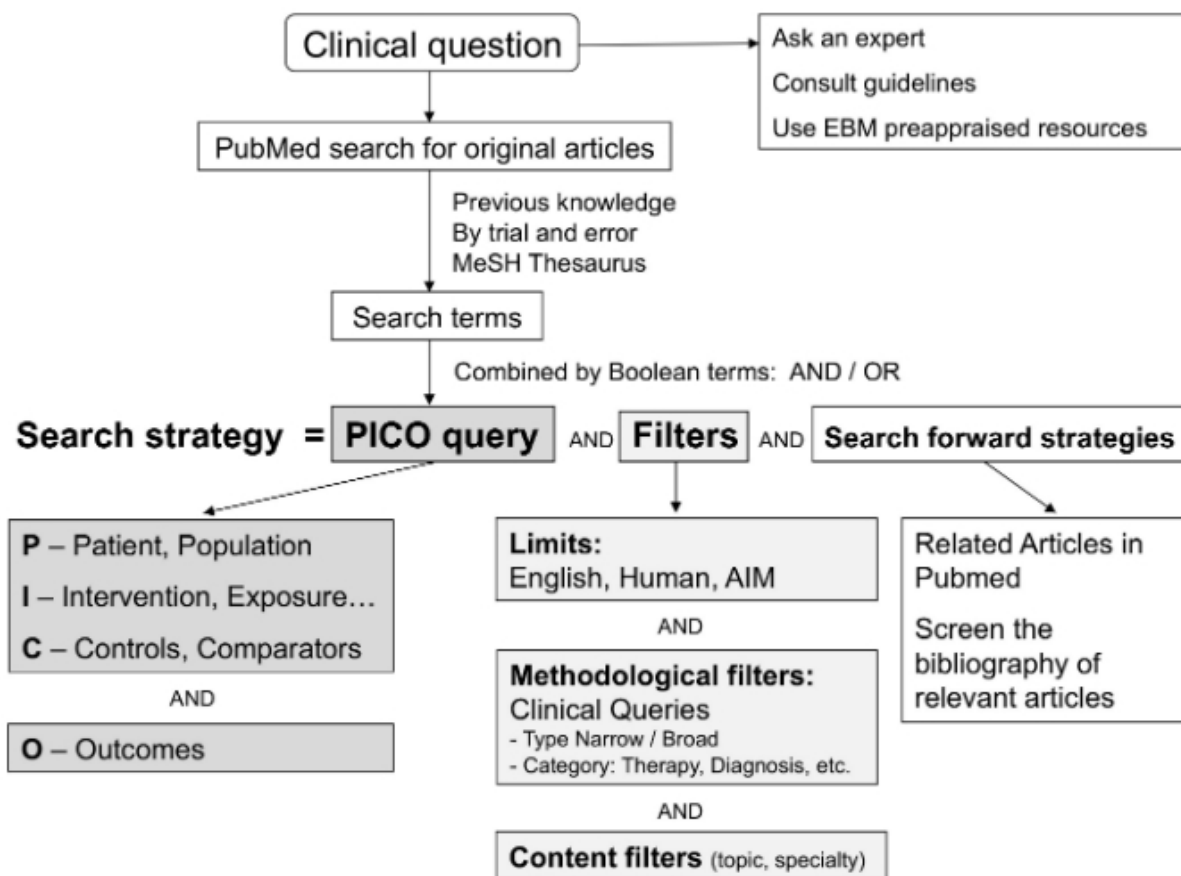 Clinical question
Ask an expert
Consult guidelines
Use EBM preappraised resources
PubMed search for original articles
Previous knowledge
By trial and error
MeSH Thesaurus
Search terms
Combined by Boolean terms: AND / OR
Search strategy = PICO query AND Filters AND Search forward strategies
P – Patient, Population
I – Intervention, Exposure…
C – Controls, Comparators
AND
O – Outcomes
Limits:
English, Human, AIM
AND
Methodological filters:
Clinical Queries
- Type Narrow / Broad
- Category: Therapy, Diagnosis, etc.
AND
Content filters (topic, specialty)
Related Articles in
Pubmed
Screen the
bibliography of
relevant articles